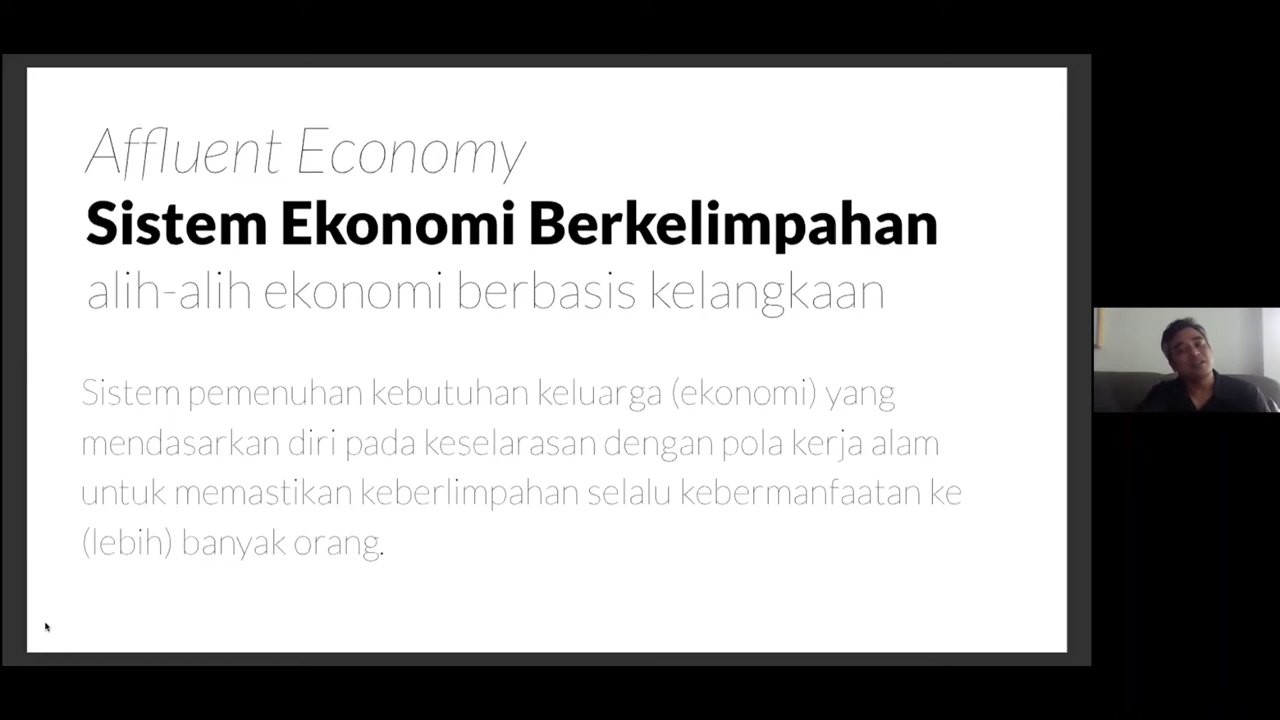 Affluent Economy
Sistem Ekonomi Berkelimpahan
alih-alih ekonomi berbasis kelangkaan
Sistem pemenuhan kebutuhan keluarga (ekonomi) yang
mendasarkan diri pada keselarasan dengan pola kerja alam
untuk memastikan keberlimpahan selalu kebermanfaatan ke
(lebih) banyak orang.